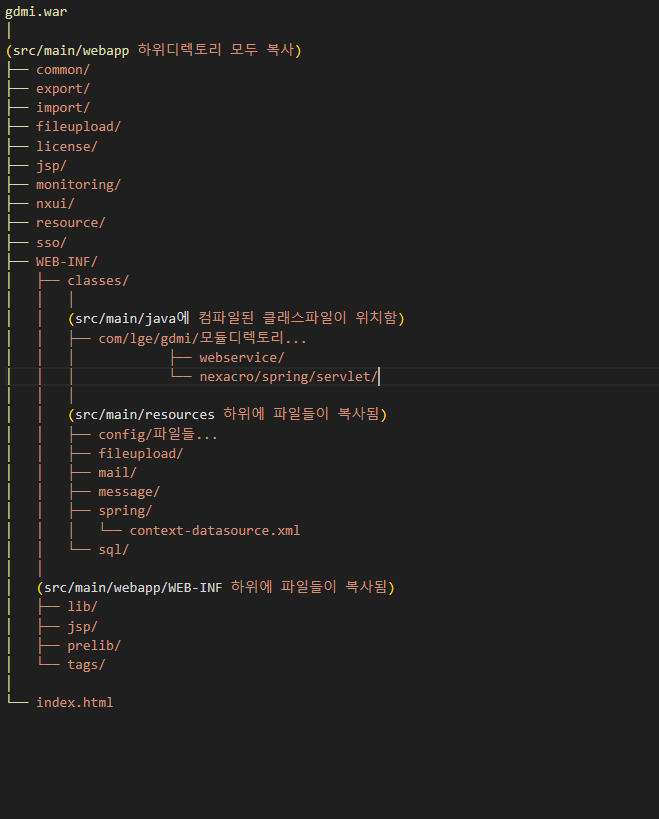 gdmi.war
│
(src/main/webapp 하위디렉토리 모두 복사)
├── common/
├── export/
├── import/
├── fileupload/
├── license/
├── jsp/
├── monitoring/
├── nxui/
├── resource/
├── sso/
├── WEB-INF/
│   ├── classes/
│   │   │
│   │   (src/main/java에 컴파일된 클래스파일이 위치함)
│   │   ├── com/lge/gdmi/모듈디렉토리...
│   │   │            ├── webservice/
│   │   │            └── nexacro/spring/servlet/
│   │   │
│   │   (src/main/resources 하위에 파일들이 복사됨)
│   │   ├── config/파일들...
│   │   ├── fileupload/
│   │   ├── mail/
│   │   ├── message/
│   │   ├── spring/
│   │   │   └── context-datasource.xml
│   │   └── sql/
│   │
│   (src/main/webapp/WEB-INF 하위에 파일들이 복사됨)
│   ├── lib/
│   ├── jsp/
│   ├── prelib/
│   └── tags/
│
└── index.html